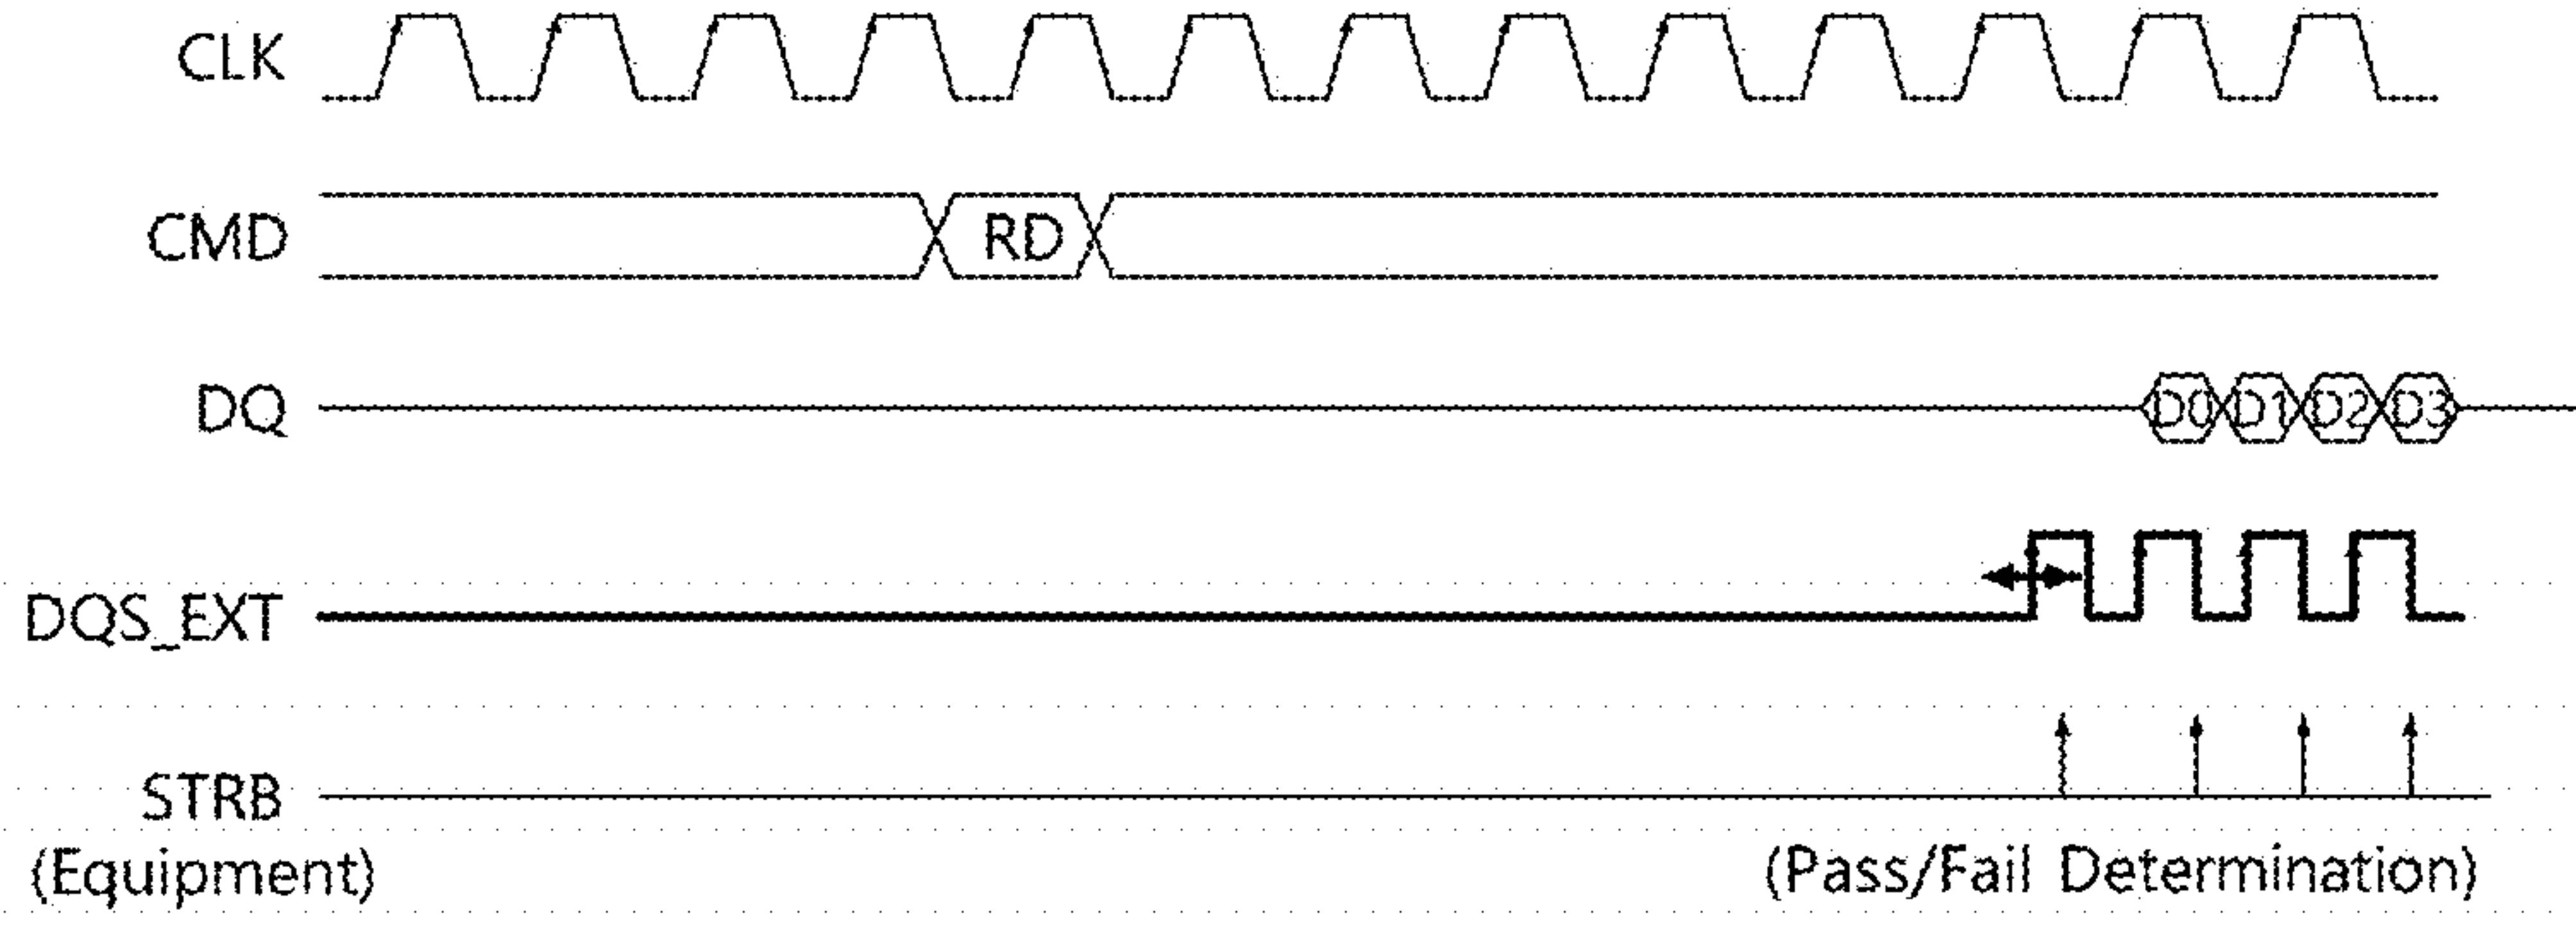 CLK
CMD RD
DQ D0 D1 D2 D3
DQS_EXT
STRB
(Equipment) (Pass/Fail Determination)